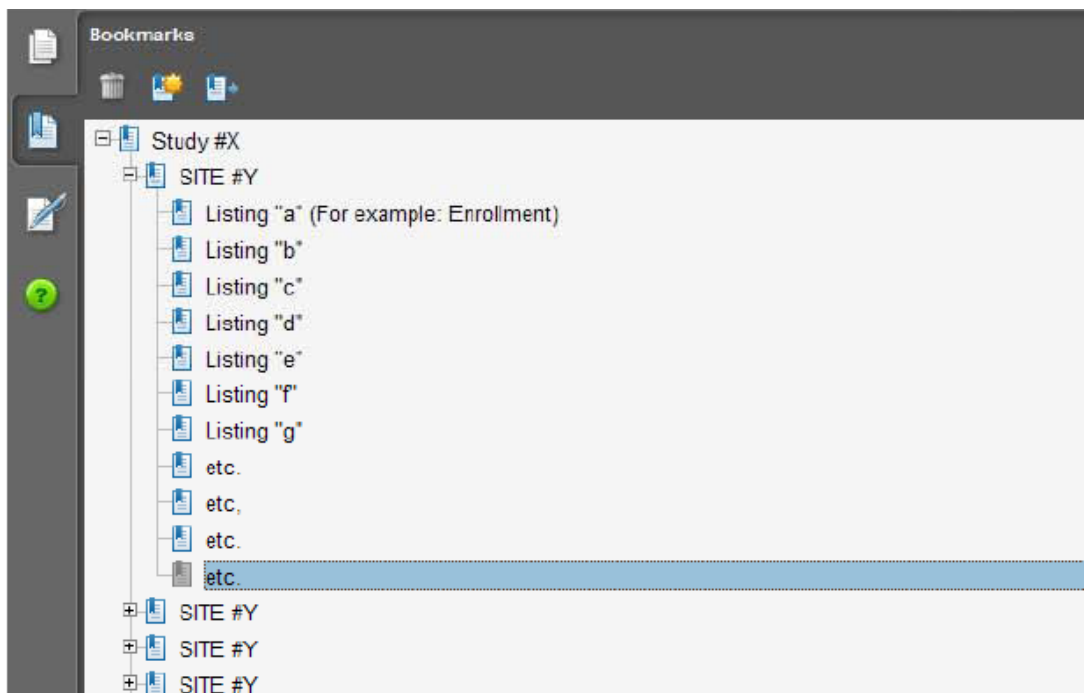 Bookmarks
Study #X
SITE #Y
Listing "a" (For example: Enrollment)
Listing "b"
Listing "c"
Listing "d"
Listing "e"
Listing "f"
Listing "g"
etc.
etc,
etc.
etc.
SITE #Y
SITE #Y
SITE #Y